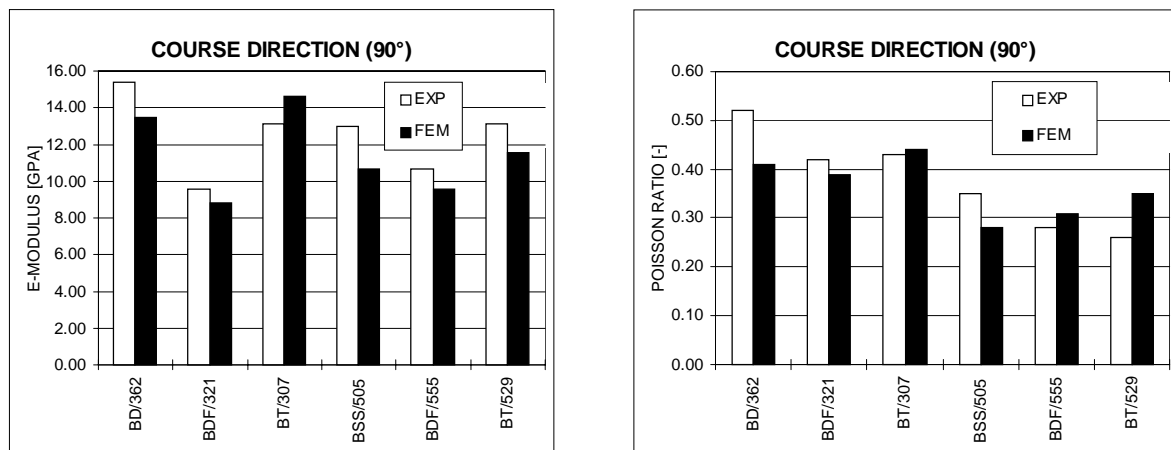 COURSE DIRECTION (90°)
E-MODULUS [GPA]
16.00
14.00
12.00
10.00
8.00
6.00
4.00
2.00
0.00
EXP
FEM
BD/362
BDF/321
BT/307
BSS/505
BDF/555
BT/529
COURSE DIRECTION (90°)
POISSON RATIO [-]
0.60
0.50
0.40
0.30
0.20
0.10
0.00
EXP
FEM
BD/362
BDF/321
BT/307
BSS/505
BDF/555
BT/529